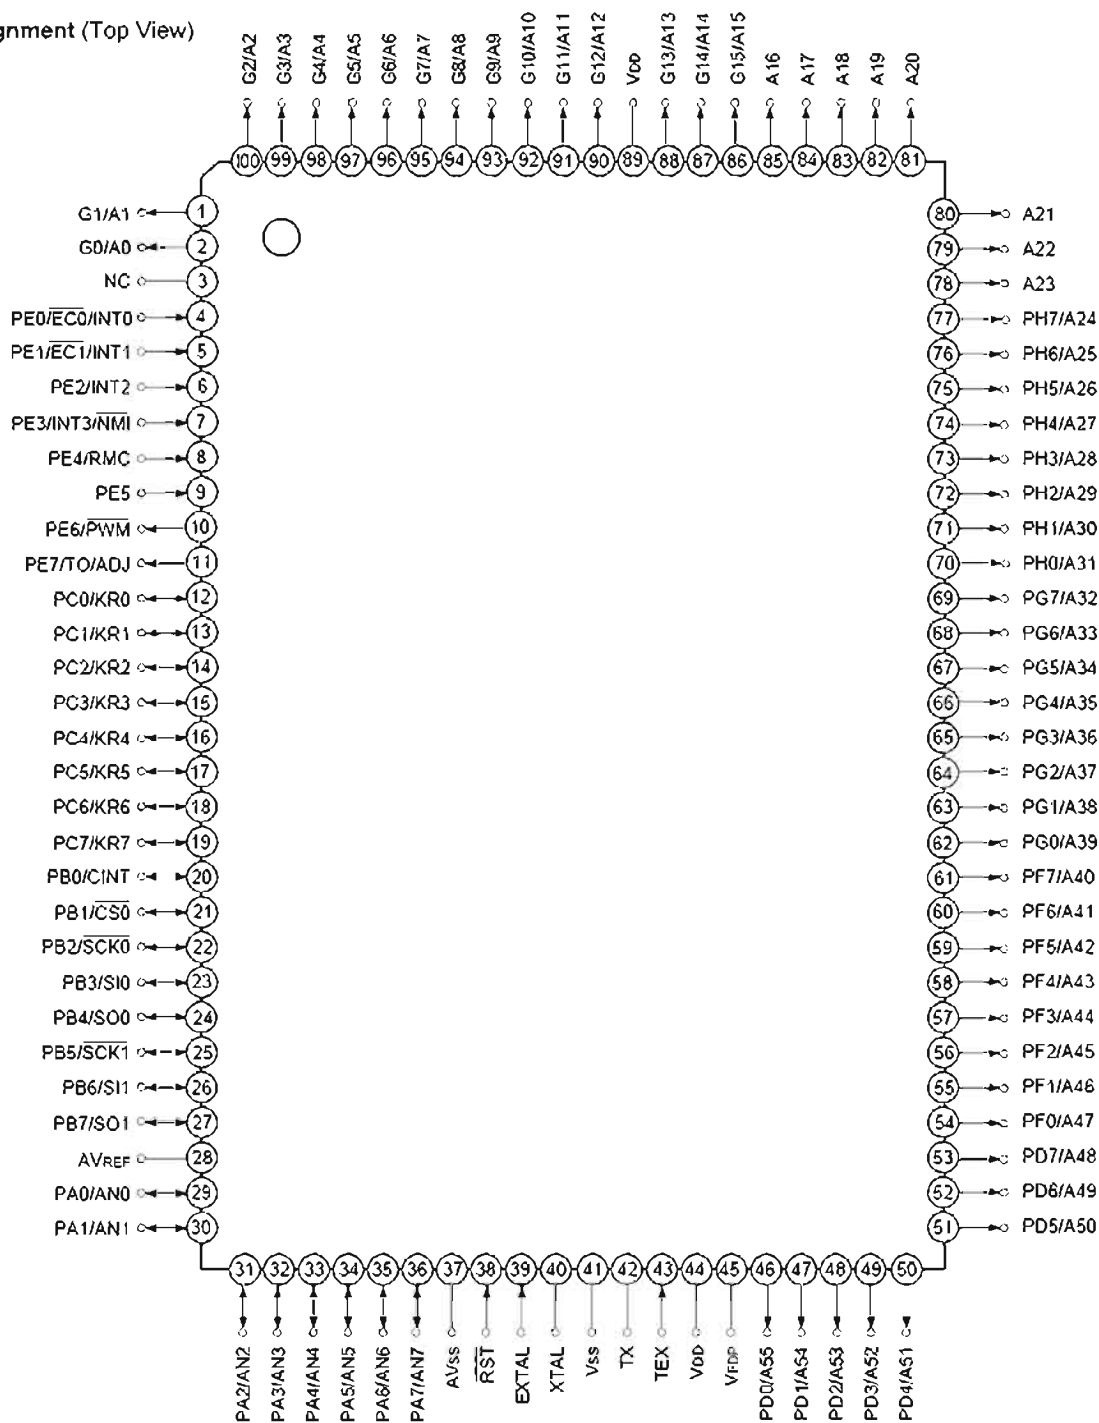 gnment (Top View)
G2/A2
G3/A3
G4/A4
G5/A5
G6/A6
G7/A7
G8/A8
G9/A9
G10/A10
G11/A11
G12/A12
VDD
G13/A13
G14/A14
G15/A15
A16
A17
A18
A19
A20
100 99 98 97 96 95 94 93 92 91 90 89 88 87 86 85 84 83 82 81
G1/A1 1 80 A21
G0/A0 2 79 A22
NC 3 78 A23
PE0/E̅C̅0̅/INT0 4 77 PH7/A24
PE1/E̅C̅1̅/INT1 5 76 PH6/A25
PE2/INT2 6 75 PH5/A26
PE3/INT3/N̅M̅I̅ 7 74 PH4/A27
PE4/RMC 8 73 PH3/A28
PE5 9 72 PH2/A29
PE6/P̅W̅M̅ 10 71 PH1/A30
PE7/TO/ADJ 11 70 PH0/A31
PC0/KR0 12 69 PG7/A32
PC1/KR1 13 68 PG6/A33
PC2/KR2 14 67 PG5/A34
PC3/KR3 15 66 PG4/A35
PC4/KR4 16 65 PG3/A36
PC5/KR5 17 64 PG2/A37
PC6/KR6 18 63 PG1/A38
PC7/KR7 19 62 PG0/A39
PB0/CINT 20 61 PF7/A40
PB1/C̅S̅0̅ 21 60 PF6/A41
PB2/S̅C̅K̅0̅ 22 59 PF5/A42
PB3/SI0 23 58 PF4/A43
PB4/SO0 24 57 PF3/A44
PB5/S̅C̅K̅1̅ 25 56 PF2/A45
PB6/SI1 26 55 PF1/A46
PB7/SO1 27 54 PF0/A47
AVREF 28 53 PD7/A48
PA0/AN0 29 52 PD6/A49
PA1/AN1 30 51 PD5/A50
31 32 33 34 35 36 37 38 39 40 41 42 43 44 45 46 47 48 49 50
PA2/AN2
PA3/AN3
PA4/AN4
PA5/AN5
PA6/AN6
PA7/AN7
AVSS
R̅S̅T̅
EXTAL
XTAL
VSS
TX
TEX
VDD
VFDP
PD0/A55
PD1/A54
PD2/A53
PD3/A52
PD4/A51